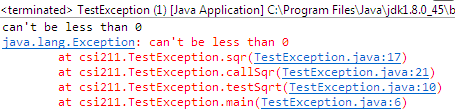 <terminated> TestException (1) [Java Application] C:\Program Files\Java\jdk1.8.0_45\b
can't be less than 0
java.lang.Exception: can't be less than 0
at csi211.TestException.sqr(TestException.java:17)
at csi211.TestException.callSqr(TestException.java:21)
at csi211.TestException.testSqrt(TestException.java:10)
at csi211.TestException.main(TestException.java:6)